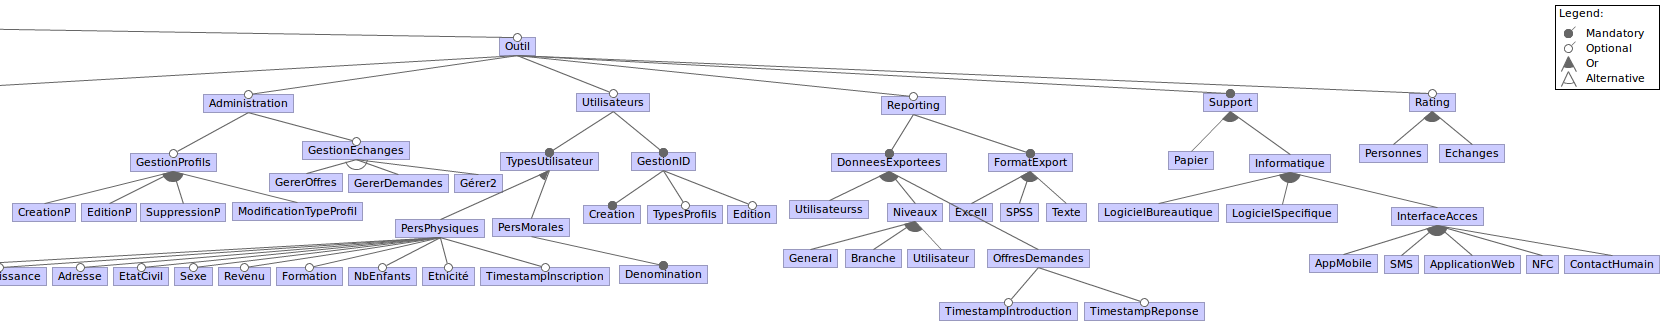 Legend:
Mandatory
Optional
Or
Alternative
Outil
Administration
Utilisateurs
Reporting
Support
Rating
GestionProfils
GestionEchanges
TypesUtilisateur
GestionID
DonneesExportees
FormatExport
Papier
Informatique
Personnes
Echanges
GererOffres
GererDemandes
Gérer2
CreationP
EditionP
SuppressionP
ModificationTypeProfil
Creation
TypesProfils
Edition
Utilisateurss
Niveaux
Excell
SPSS
Texte
LogicielBureautique
LogicielSpecifique
InterfaceAcces
PersPhysiques
PersMorales
General
Branche
Utilisateur
OffresDemandes
AppMobile
SMS
ApplicationWeb
NFC
ContactHumain
issance
Adresse
EtatCivil
Sexe
Revenu
Formation
NbEnfants
Etnicité
TimestampInscription
Denomination
TimestampIntroduction
TimestampReponse